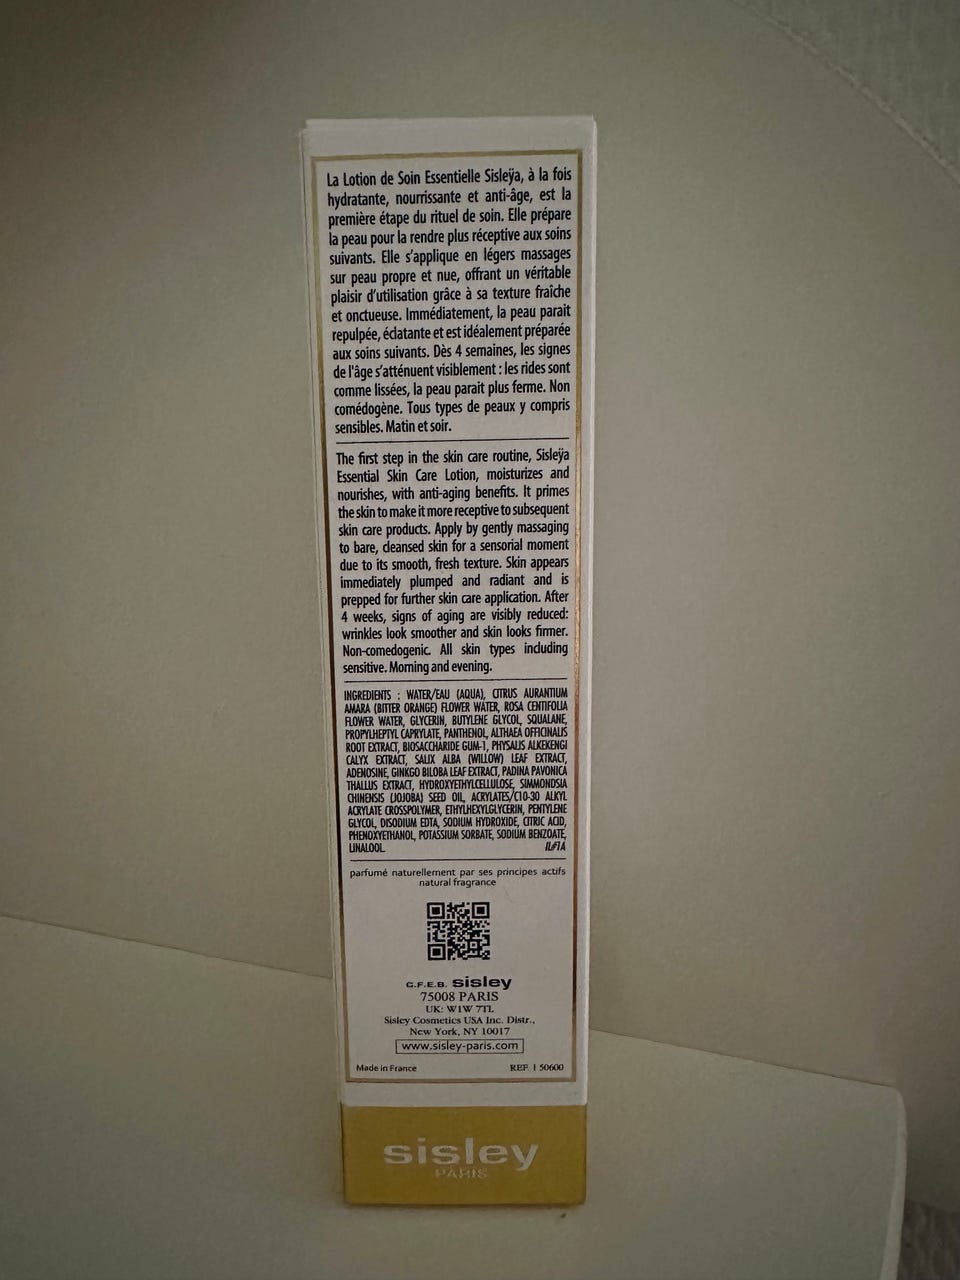 La Lotion de Soin Essentielle Sisleÿa, à la fois
hydratante, nourrissante et anti-âge, est la
première étape du rituel de soin. Elle prépare
la peau pour la rendre plus réceptive aux soins
suivants. Elle s'applique en légers massages
sur peau propre et nue, offrant un véritable
plaisir d'utilisation grâce à sa texture fraîche
et onctueuse. Immédiatement, la peau parait
repulpée, éclatante et est idéalement préparée
aux soins suivants. Dès 4 semaines, les signes
de l'âge s'atténuent visiblement : les rides sont
comme lissées, la peau parait plus ferme. Non
comédogène. Tous types de peaux y compris
sensibles. Matin et soir.
The first step in the skin care routine, Sisleÿa
Essential Skin Care Lotion, moisturizes and
nourishes, with anti-aging benefits. It primes
the skin to make it more receptive to subsequent
skin care products. Apply by gently massaging
to bare, cleansed skin for a sensorial moment
due to its smooth, fresh texture. Skin appears
immediately plumped and radiant and is
prepped for further skin care application. After
4 weeks, signs of aging are visibly reduced:
wrinkles look smoother and skin looks firmer.
Non-comedogenic. All skin types including
sensitive. Morning and evening.
INGREDIENTS : WATER/EAU (AQUA), CITRUS AURANTIUM
AMARA (BITTER ORANGE) FLOWER WATER, ROSA CENTIFOLIA
FLOWER WATER, GLYCERIN, BUTYLENE GLYCOL, SQUALANE,
PROPYLHEPTYL CAPRYLATE, PANTHENOL, ALTHAEA OFFICINALIS
ROOT EXTRACT, BIOSACCHARIDE GUM-1, PHYSALIS ALKEKENGI
CALYX EXTRACT, SALIX ALBA (WILLOW) LEAF EXTRACT,
ADENOSINE, GINKGO BILOBA LEAF EXTRACT, PADINA PAVONICA
THALLUS EXTRACT, HYDROXYETHYLCELLULOSE, SIMMONDSIA
CHINENSIS (JOJOBA) SEED OIL, ACRYLATES/C10-30 ALKYL
ACRYLATE CROSSPOLYMER, ETHYLHEXYLGLYCERIN, PENTYLENE
GLYCOL, DISODIUM EDTA, SODIUM HYDROXIDE, CITRIC ACID,
PHENOXYETHANOL, POTASSIUM SORBATE, SODIUM BENZOATE,
LINALOOL. IL#1A
parfumé naturellement par ses principes actifs
natural fragrance
C.F.E.B. sisley
75008 PARIS
UK: W1W 7TL
Sisley Cosmetics USA Inc. Distr.,
New York, NY 10017
www.sisley-paris.com
Made in France REF. 150600
sisley
PARIS